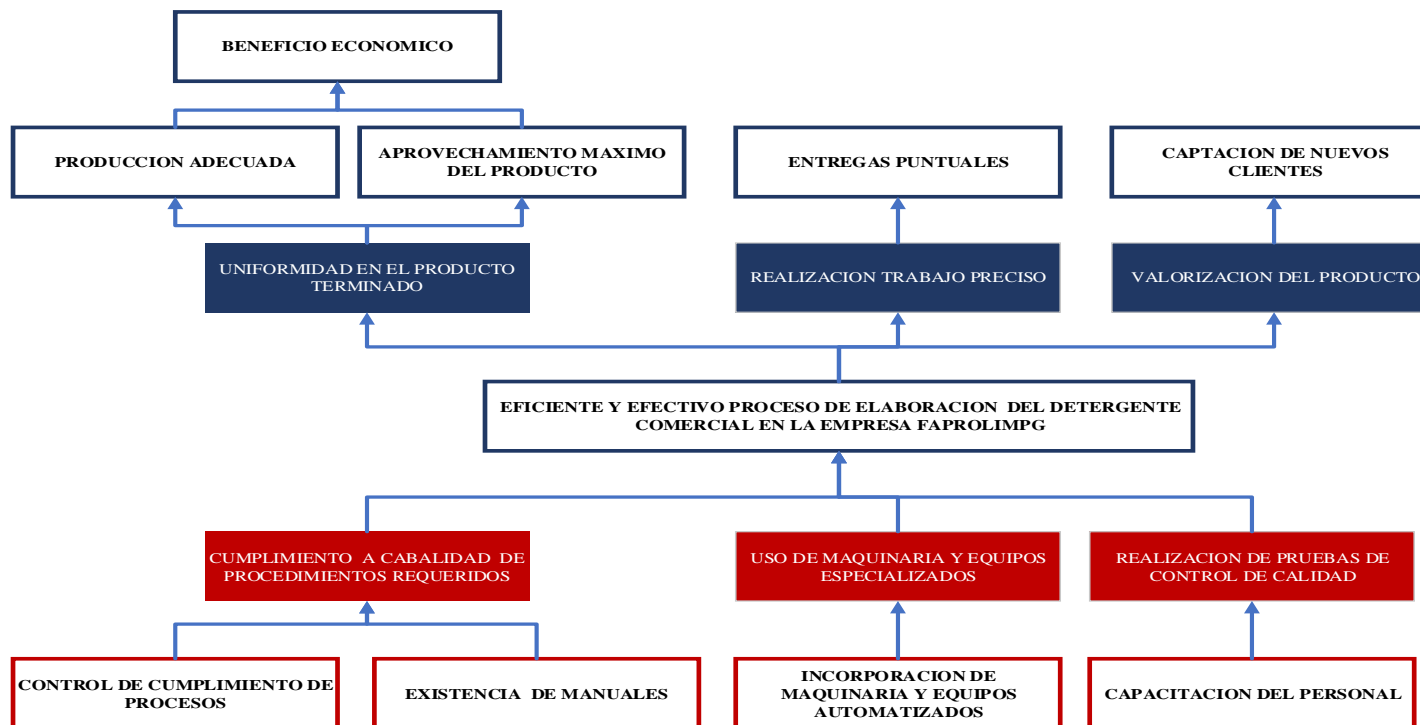 BENEFICIO ECONOMICO
PRODUCCION ADECUADA
APROVECHAMIENTO MAXIMO
DEL PRODUCTO
ENTREGAS PUNTUALES
CAPTACION DE NUEVOS
CLIENTES
UNIFORMIDAD EN EL PRODUCTO
TERMINADO
REALIZACION TRABAJO PRECISO
VALORIZACION DEL PRODUCTO
EFICIENTE Y EFECTIVO PROCESO DE ELABORACION DEL DETERGENTE
COMERCIAL EN LA EMPRESA FAPROLIMPG
CUMPLIMIENTO A CABALIDAD DE
PROCEDIMIENTOS REQUERIDOS
USO DE MAQUINARIA Y EQUIPOS
ESPECIALIZADOS
REALIZACION DE PRUEBAS DE
CONTROL DE CALIDAD
CONTROL DE CUMPLIMIENTO DE
PROCESOS
EXISTENCIA DE MANUALES
INCORPORACION DE
MAQUINARIA Y EQUIPOS
AUTOMATIZADOS
CAPACITACION DEL PERSONAL